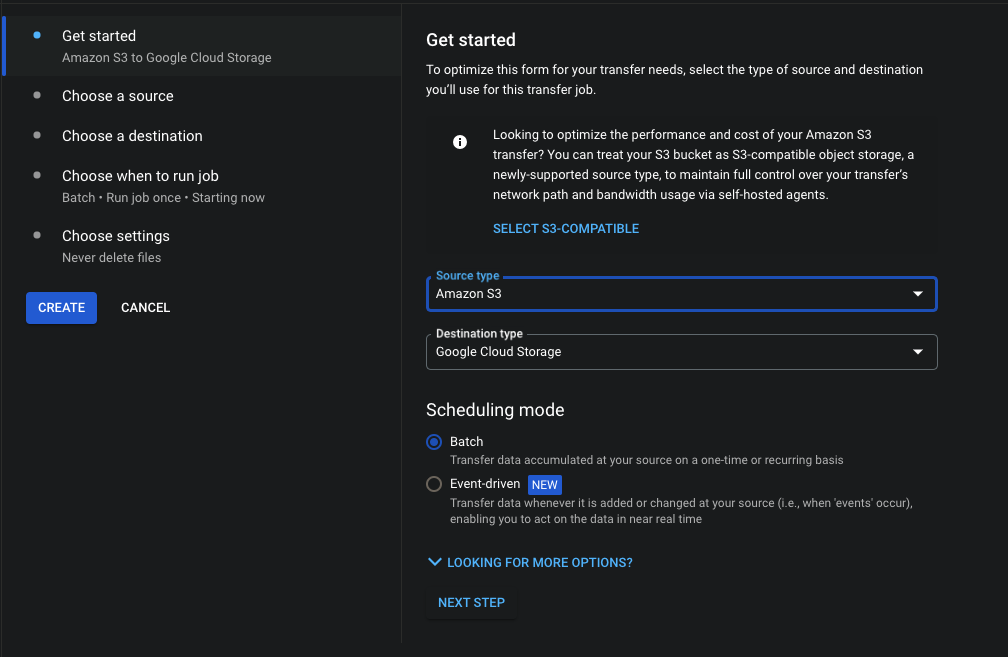 Get started
Amazon S3 to Google Cloud Storage
Choose a source
Choose a destination
Choose when to run job
Batch • Run job once • Starting now
Choose settings
Never delete files
CREATE
CANCEL
Get started
To optimize this form for your transfer needs, select the type of source and destination
you'll use for this transfer job.
Looking to optimize the performance and cost of your Amazon S3
transfer? You can treat your S3 bucket as S3-compatible object storage, a
newly-supported source type, to maintain full control over your transfer's
network path and bandwidth usage via self-hosted agents.
SELECT S3-COMPATIBLE
Source type
Amazon S3
Destination type
Google Cloud Storage
Scheduling mode
Batch
Transfer data accumulated at your source on a one-time or recurring basis
Event-driven NEW
Transfer data whenever it is added or changed at your source (i.e., when 'events' occur),
enabling you to act on the data in near real time
LOOKING FOR MORE OPTIONS?
NEXT STEP